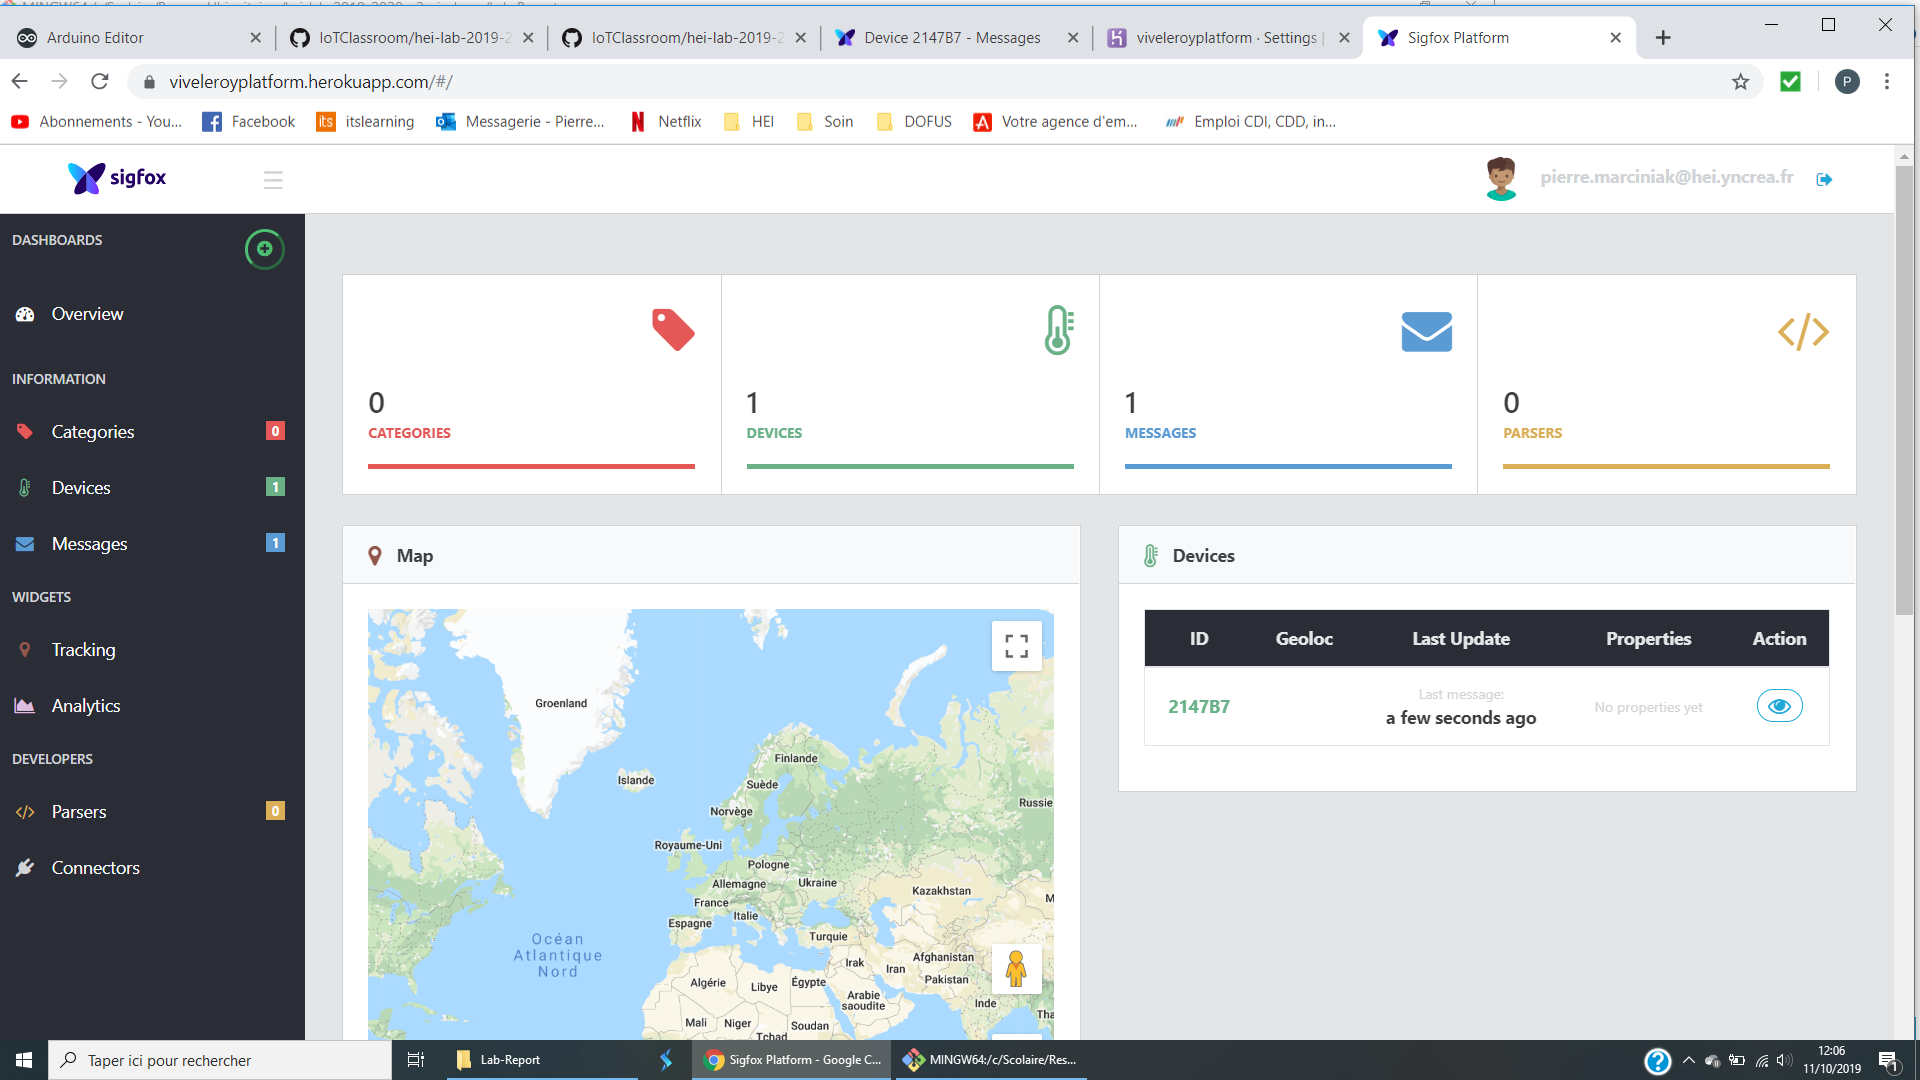 Arduino Editor
IoTClassroom/hei-lab-2019-2
IoTClassroom/hei-lab-2019-2
Device 2147B7 - Messages
viveleroyplatform · Settings |
Sigfox Platform
viveleroyplatform.herokuapp.com/#/
P
Abonnements - You...
Facebook
its
itslearning
Messagerie - Pierre...
Netflix
HEI
Soin
DOFUS
Votre agence d'em...
Emploi CDI, CDD, in...
sigfox
pierre.marciniak@hei.yncrea.fr
DASHBOARDS
Overview
INFORMATION
Categories 0
Devices 1
Messages 1
WIDGETS
Tracking
Analytics
DEVELOPERS
Parsers 0
Connectors
0
CATEGORIES
1
DEVICES
1
MESSAGES
0
PARSERS
Map
Groenland
Islande
Finlande
Suède
Norvège
Russie
Royaume-Uni
Pologne
Allemagne
Ukraine
Kazakhstan
M
France
Italie
Espagne
Turquie
Océan
Atlantique
Nord
Afghanistan
Irak
Iran
Pakistan
Algérie
Libye
Égypte
Arabie
saoudite
Inde
Tha
Mali
Niger
Soudan
Tchad
Devices
ID Geoloc Last Update Properties Action
2147B7
Last message:
a few seconds ago
No properties yet
Taper ici pour rechercher
Lab-Report
Sigfox Platform - Google C...
MINGW64:/c/Scolaire/Res...
12:06
11/10/2019
1